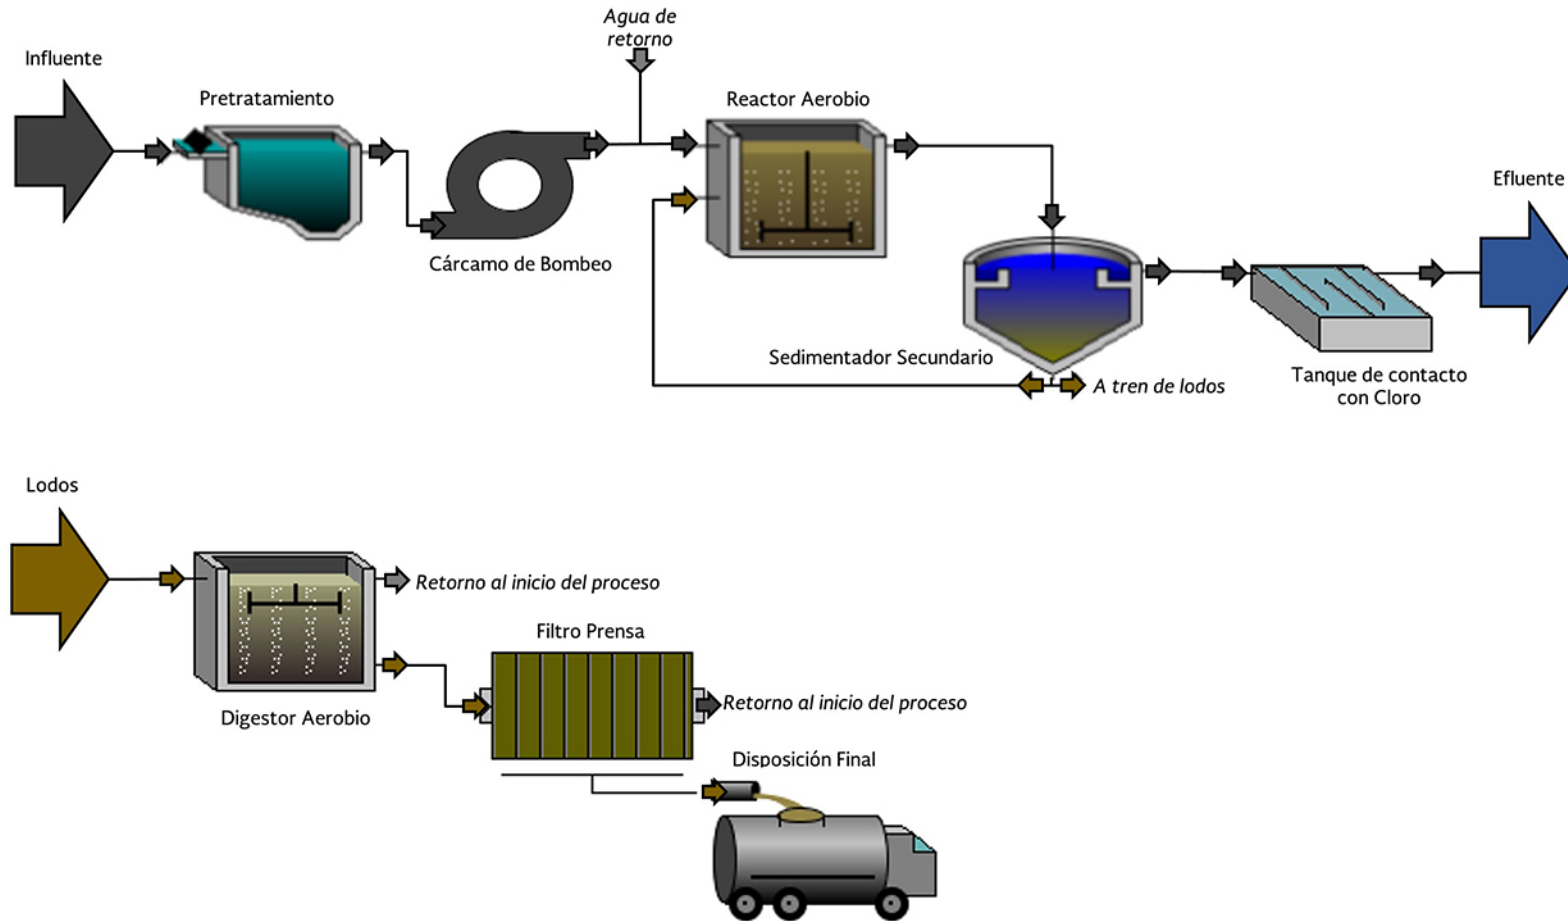 Influente
Pretratamiento
Cárcamo de Bombeo
Agua de
retorno
Reactor Aerobio
Sedimentador Secundario
A tren de lodos
Tanque de contacto
con Cloro
Efluente
Lodos
Digestor Aerobio
Retorno al inicio del proceso
Filtro Prensa
Retorno al inicio del proceso
Disposición Final